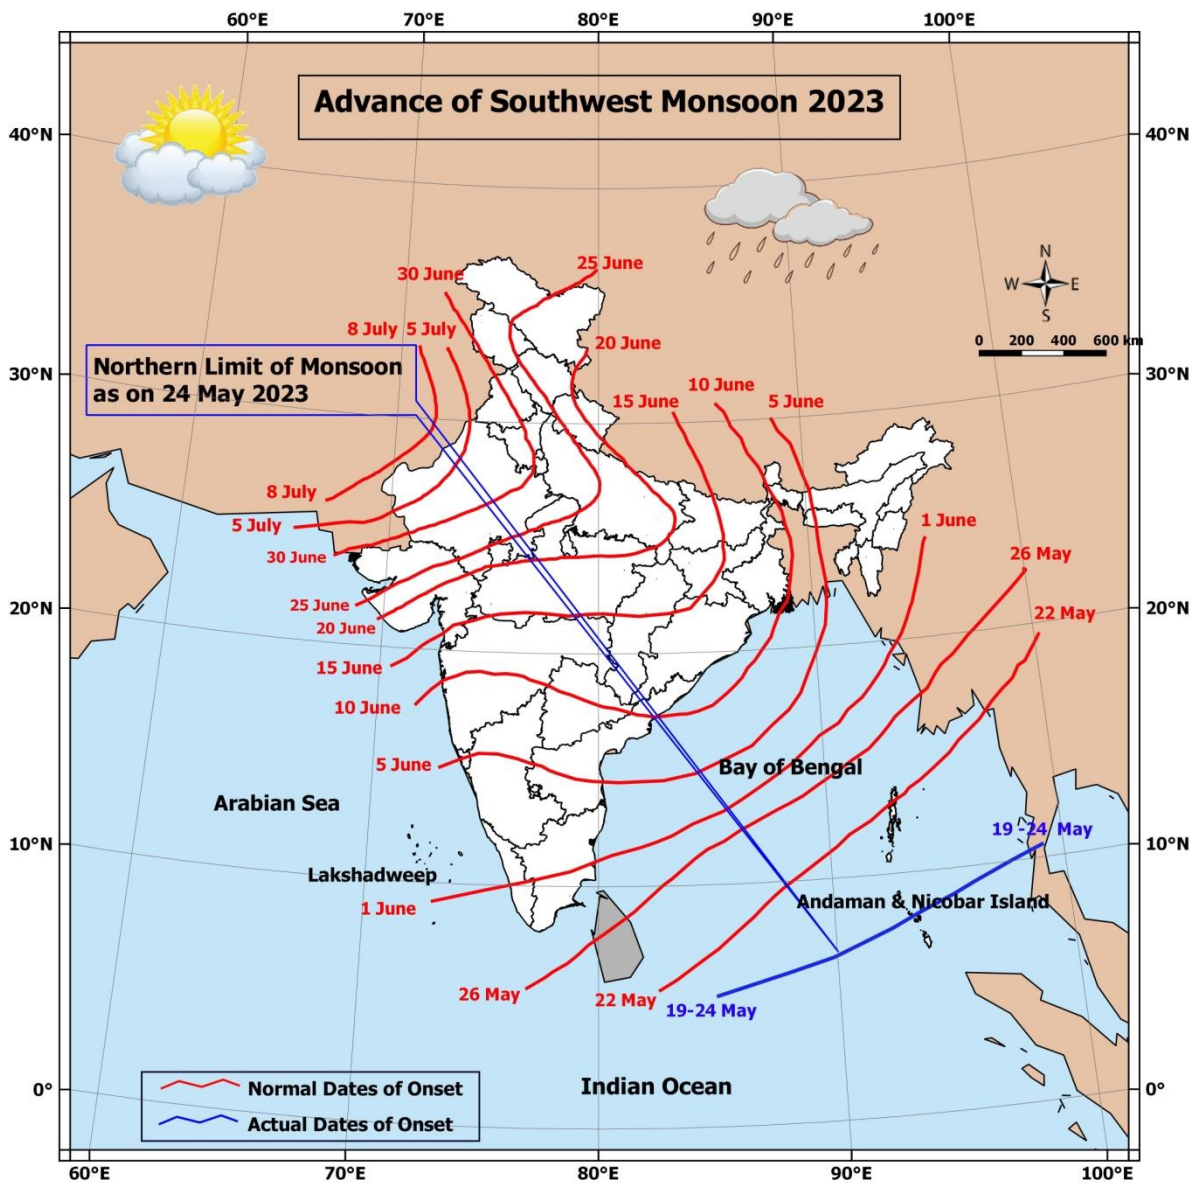 60°E 70°E 80°E 90°E 100°E
Advance of Southwest Monsoon 2023
40°N 40°N
N
W E
S
0 200 400 600 km
30 June 25 June
8 July 5 July 20 June
Northern Limit of Monsoon
as on 24 May 2023
30°N 30°N
10 June
15 June 5 June
8 July
5 July
1 June
30 June
26 May
25 June
20°N 20°N
22 May
20 June
15 June
10 June
5 June
Bay of Bengal
Arabian Sea
19 -24 May
10°N 10°N
Lakshadweep
Andaman & Nicobar Island
1 June
26 May
22 May
19-24 May
0° 0°
Indian Ocean
Normal Dates of Onset
Actual Dates of Onset
60°E 70°E 80°E 90°E 100°E